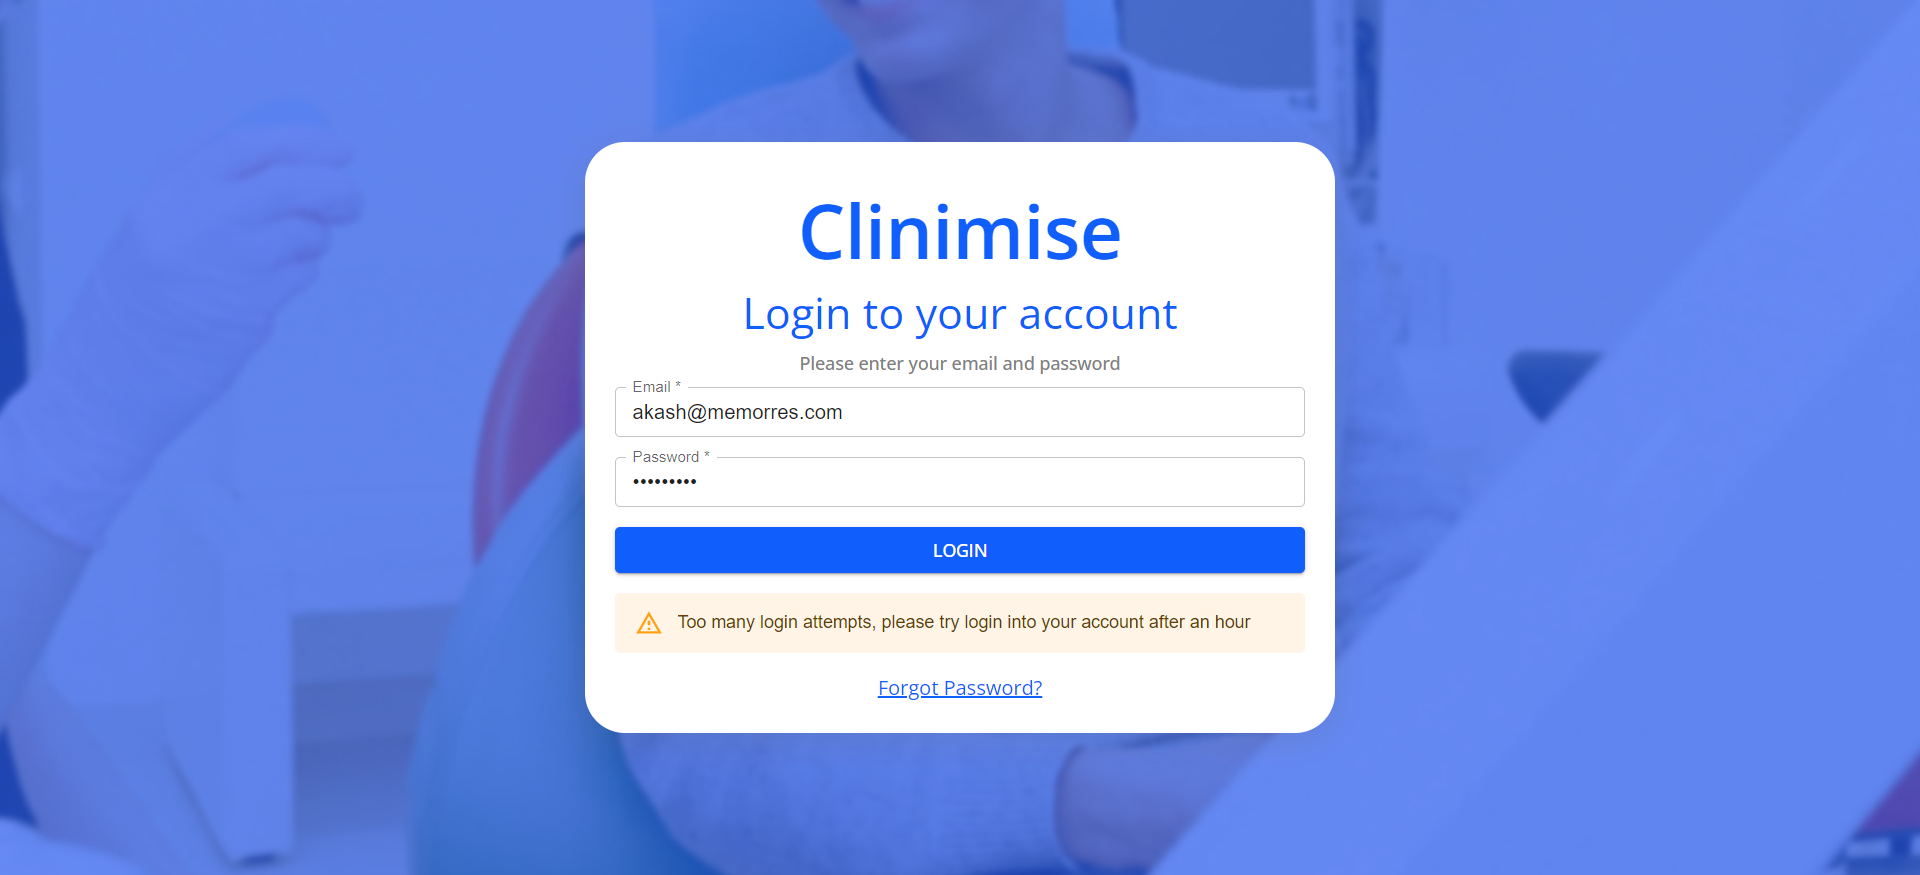 Clinimise
Login to your account
Please enter your email and password
Email *
akash@memorres.com
Password *
•••••••••
LOGIN
Too many login attempts, please try login into your account after an hour
Forgot Password?